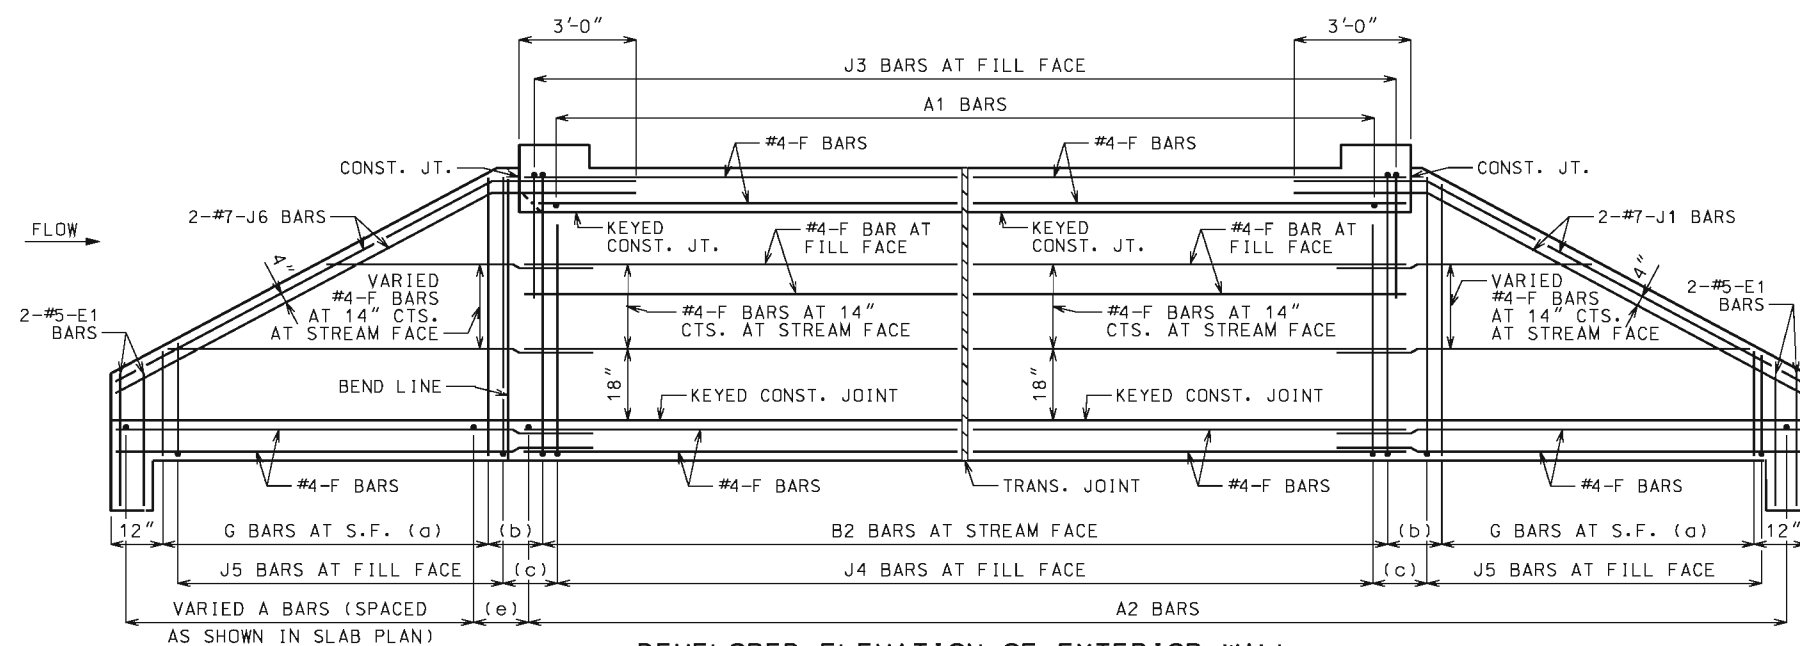 3'-0"
3'-0"
J3 BARS AT FILL FACE
A1 BARS
#4-F BARS
#4-F BARS
CONST. JT.
CONST. JT.
2-#7-J6 BARS
2-#7-J1 BARS
FLOW
KEYED
CONST. JT.
#4-F BAR AT
FILL FACE
KEYED
CONST. JT.
#4-F BAR AT
FILL FACE
4"
4"
VARIED
#4-F BARS
AT 14" CTS.
AT STREAM FACE
#4-F BARS AT 14"
CTS. AT STREAM FACE
#4-F BARS AT 14"
CTS. AT STREAM FACE
VARIED
#4-F BARS
AT 14" CTS.
AT STREAM FACE
2-#5-E1
BARS
2-#5-E1
BARS
BEND LINE
18"
KEYED CONST. JOINT
18"
KEYED CONST. JOINT
#4-F BARS
#4-F BARS
TRANS. JOINT
#4-F BARS
#4-F BARS
12"
G BARS AT S.F. (a)
(b)
B2 BARS AT STREAM FACE
(b)
G BARS AT S.F. (a)
12"
J5 BARS AT FILL FACE
(c)
J4 BARS AT FILL FACE
(c)
J5 BARS AT FILL FACE
VARIED A BARS (SPACED
AS SHOWN IN SLAB PLAN)
(e)
A2 BARS
DEVELOPED ELEVATION OF EXTERIOR WALL